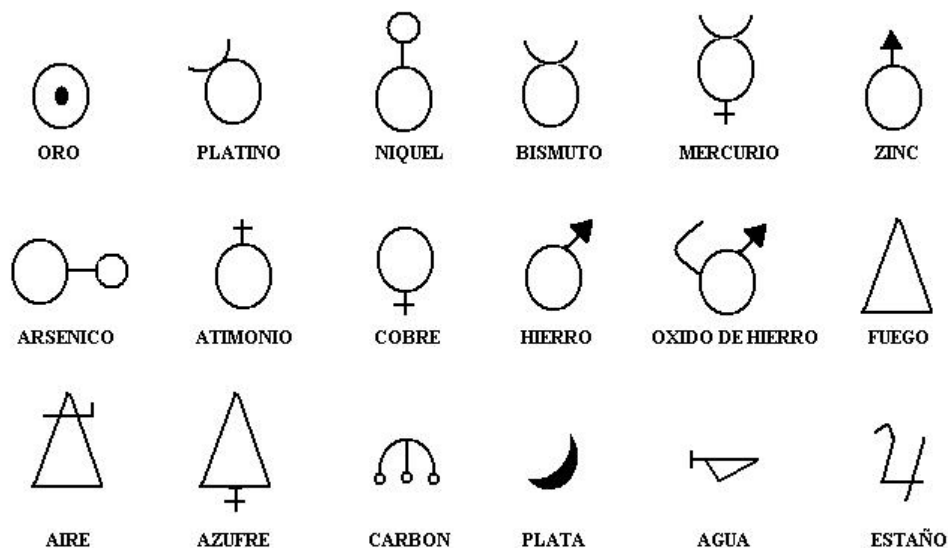 ORO PLATINO NIQUEL BISMUTO MERCURIO ZINC
ARSENICO ATIMONIO COBRE HIERRO OXIDO DE HIERRO FUEGO
AIRE AZUFRE CARBON PLATA AGUA ESTAÑO